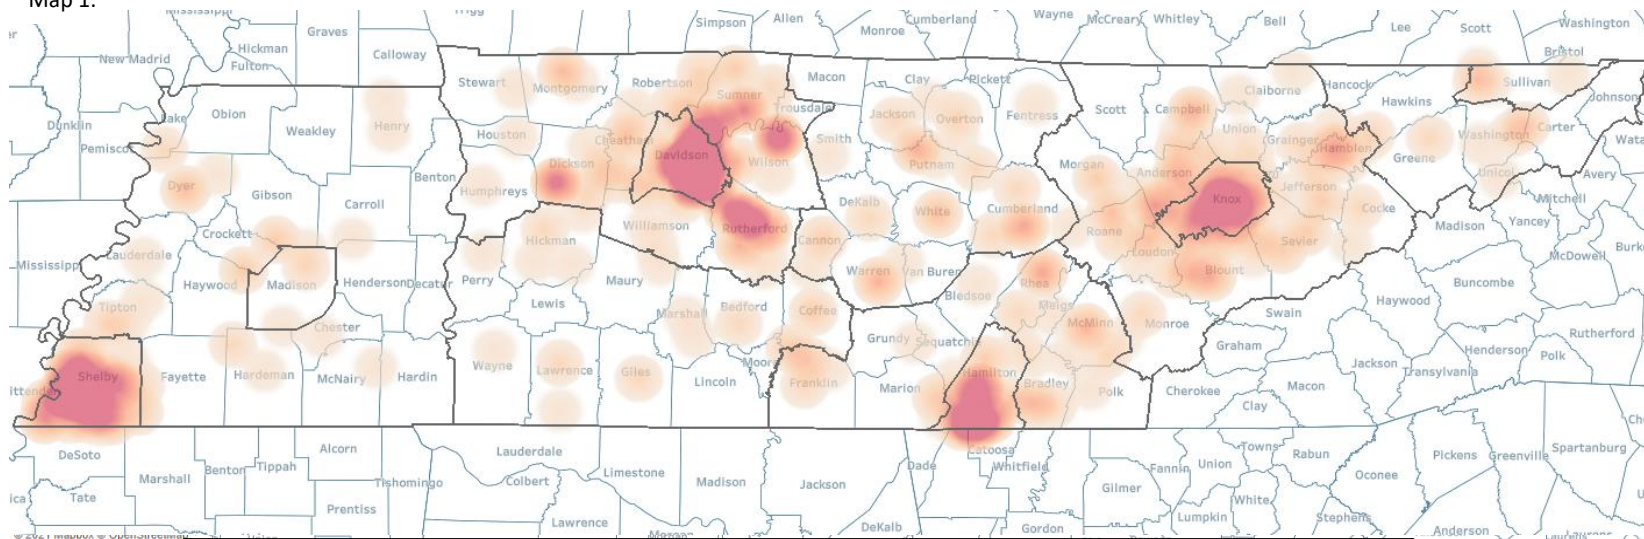 Map 1:
Mississippi
Graves
Trigg
Simpson
Allen
Monroe
Cumberland
Wayne
McCreary
Whitley
Bell
Lee
Scott
Washington
New Madrid
Hickman
Fulton
Calloway
Bristol
Stewart
Montgomery
Robertson
Sumner
Macon
Clay
Pickett
Scott
Campbell
Claiborne
Hancock
Hawkins
Sullivan
Johnson
Dunklin
Lake
Obion
Weakley
Henry
Houston
Trousdale
Jackson
Overton
Fentress
Union
Grainger
Hamblen
Greene
Washington
Carter
Pemisco
Dyer
Gibson
Benton
Carroll
Dickson
Cheatham
Davidson
Wilson
Smith
Putnam
Morgan
Anderson
Jefferson
Unicoi
Avery
Wata
Humphreys
Knox
Cocke
Mitchell
Crockett
Hickman
Williamson
Rutherford
Cannon
DeKalb
White
Cumberland
Roane
Loudon
Sevier
Madison
Yancey
Mississipp
Lauderdale
Haywood
Madison
Henderson
Decatur
Perry
Maury
Warren
Van Buren
Rhea
Blount
Buncombe
McDowell
Burk
Tipton
Chester
Lewis
Marshall
Bedford
Coffee
Bledsoe
Meigs
McMinn
Monroe
Swain
Haywood
Rutherford
ittend
Shelby
Fayette
Hardeman
McNairy
Hardin
Wayne
Lawrence
Giles
Lincoln
Moore
Franklin
Grundy
Sequatchi
Marion
Hamilton
Bradley
Polk
Cherokee
Graham
Macon
Jackson
Transylvania
Henderson
Polk
Clay
DeSoto
Marshall
Benton
Tippah
Alcorn
Tishomingo
Lauderdale
Colbert
Limestone
Madison
Jackson
Dade
Catoosa
Whitfield
Gilmer
Fannin
Union
Towns
Rabun
Oconee
Pickens
Greenville
Spartanburg
Tate
Prentiss
Lawrence
DeKalb
Gordon
Lumpkin
White
Stephens
Anderson
© 2021 Mapbox © OpenStreetMap